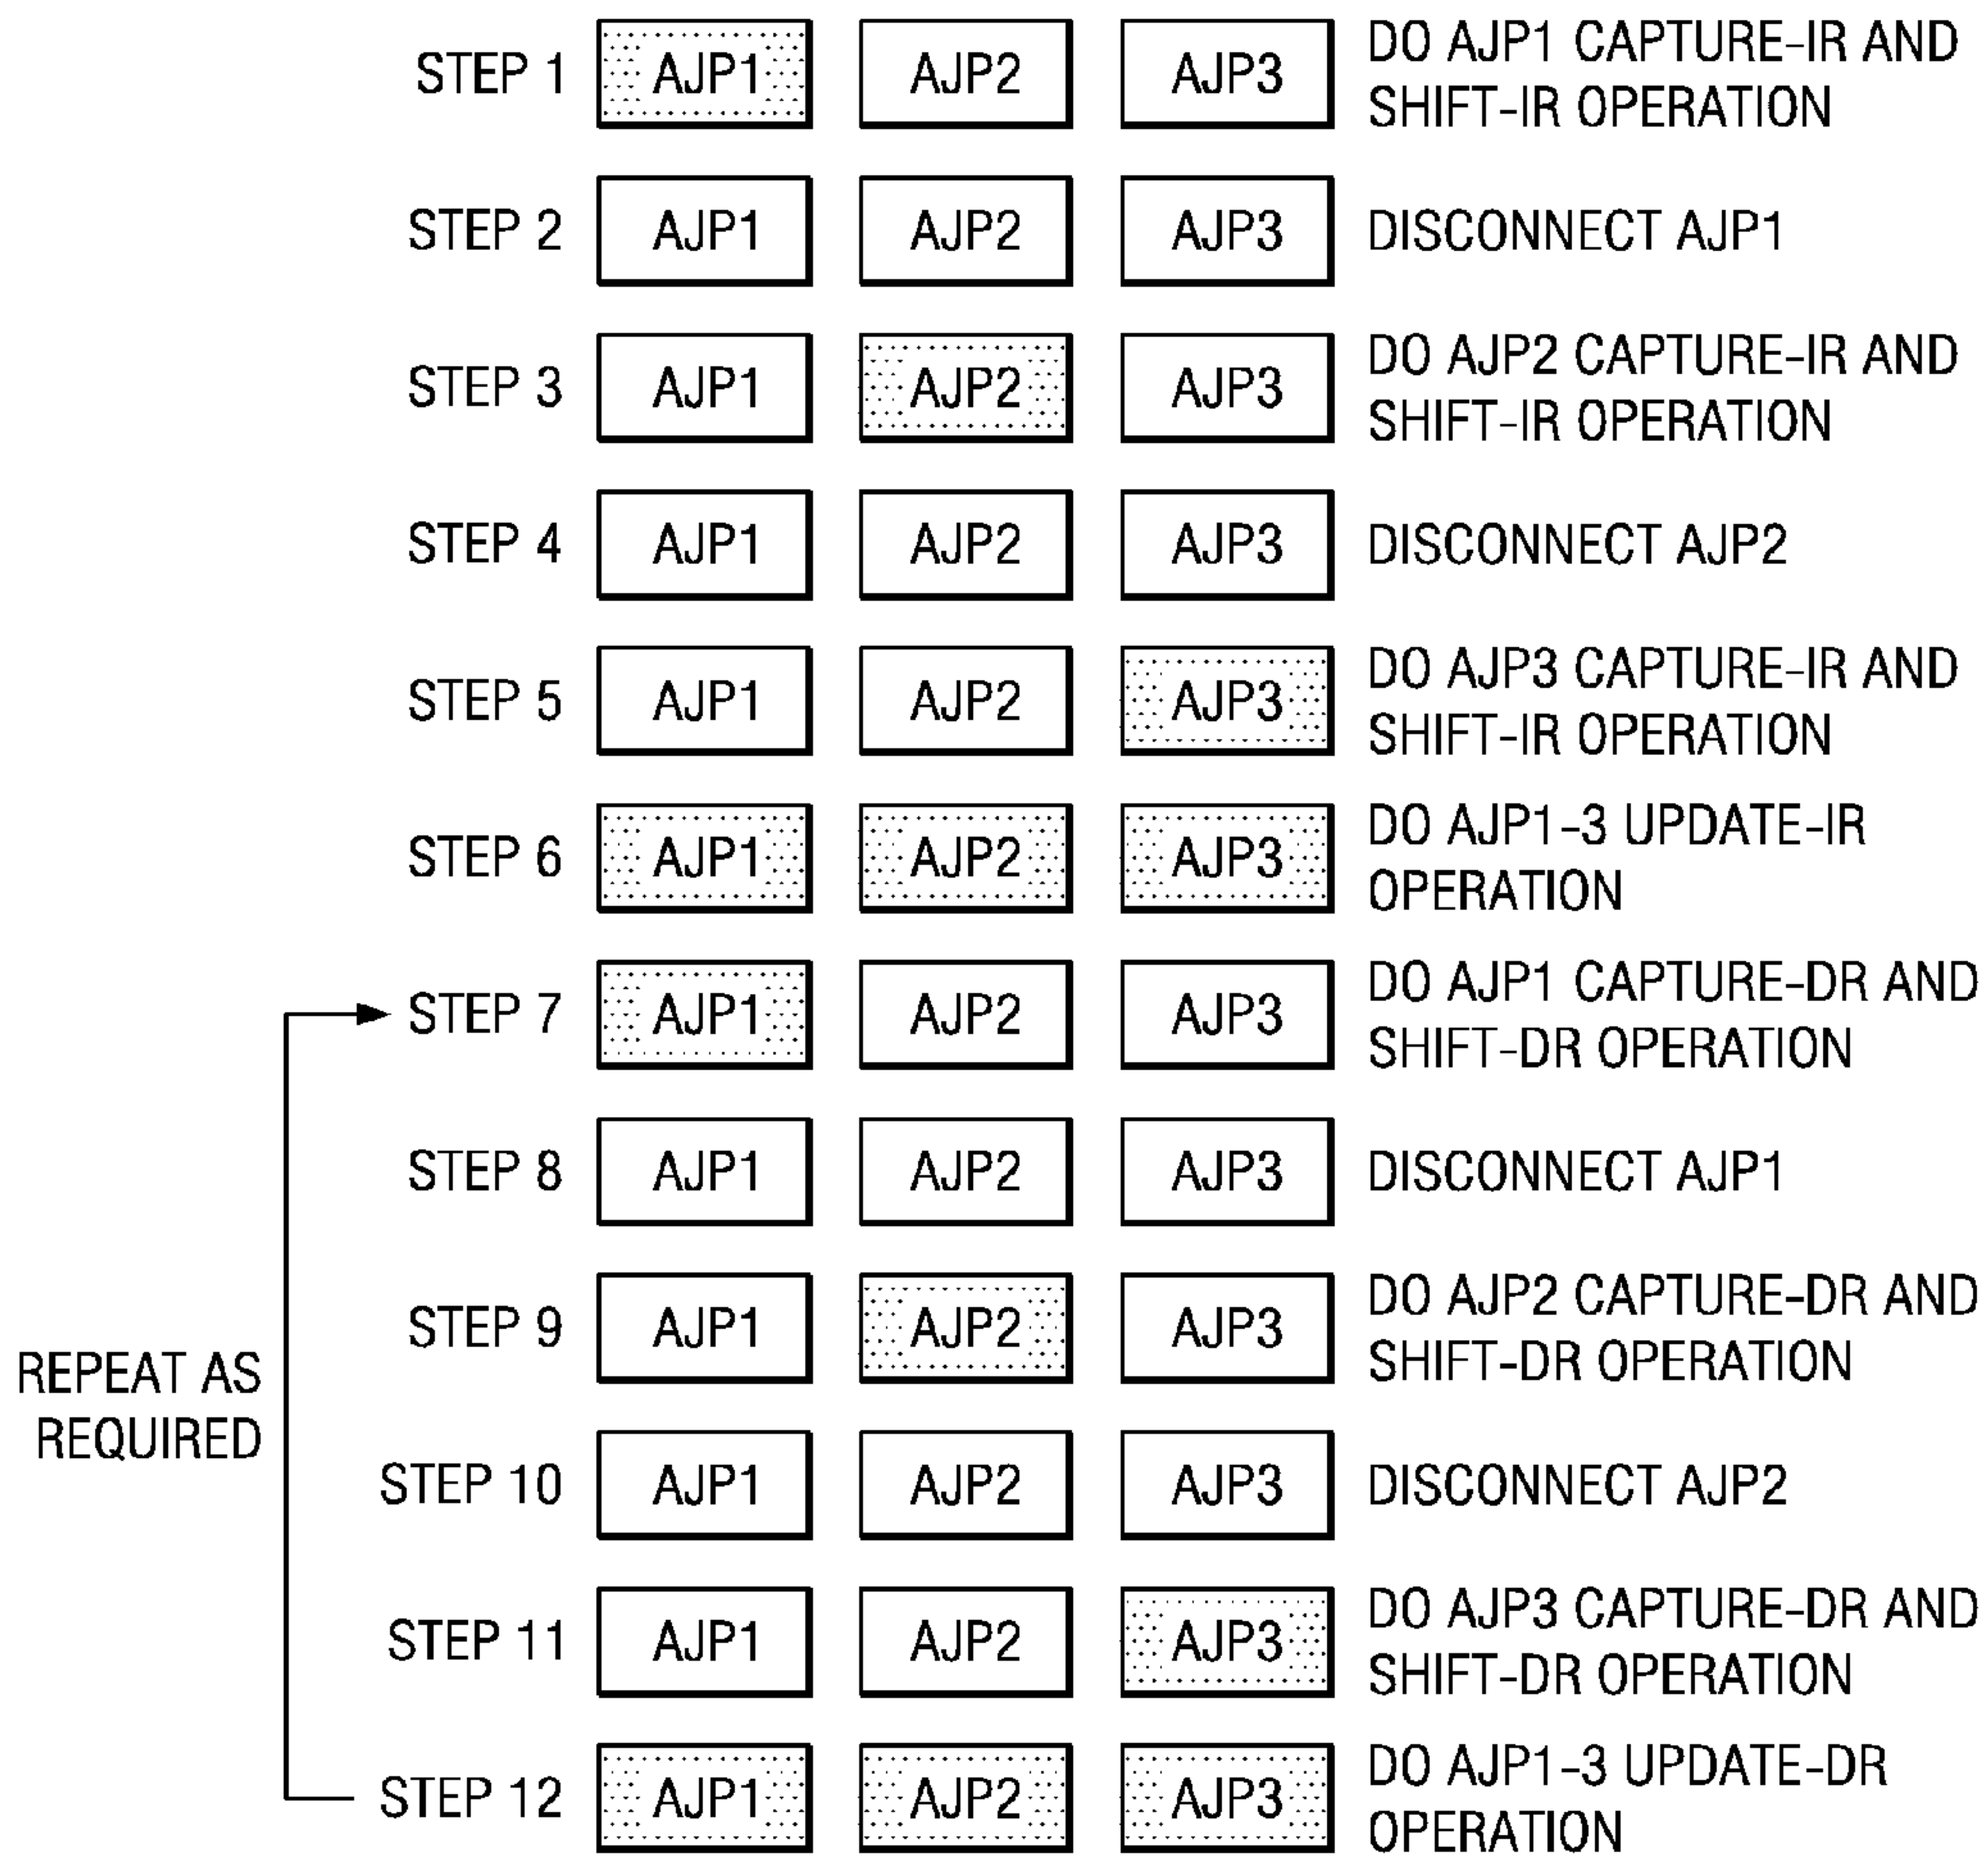 STEP 1 AJP1 AJP2 AJP3 DO AJP1 CAPTURE-IR AND
SHIFT-IR OPERATION
STEP 2 AJP1 AJP2 AJP3 DISCONNECT AJP1
STEP 3 AJP1 AJP2 AJP3 DO AJP2 CAPTURE-IR AND
SHIFT-IR OPERATION
STEP 4 AJP1 AJP2 AJP3 DISCONNECT AJP2
STEP 5 AJP1 AJP2 AJP3 DO AJP3 CAPTURE-IR AND
SHIFT-IR OPERATION
STEP 6 AJP1 AJP2 AJP3 DO AJP1-3 UPDATE-IR
OPERATION
STEP 7 AJP1 AJP2 AJP3 DO AJP1 CAPTURE-DR AND
SHIFT-DR OPERATION
STEP 8 AJP1 AJP2 AJP3 DISCONNECT AJP1
STEP 9 AJP1 AJP2 AJP3 DO AJP2 CAPTURE-DR AND
SHIFT-DR OPERATION
REPEAT AS
REQUIRED
STEP 10 AJP1 AJP2 AJP3 DISCONNECT AJP2
STEP 11 AJP1 AJP2 AJP3 DO AJP3 CAPTURE-DR AND
SHIFT-DR OPERATION
STEP 12 AJP1 AJP2 AJP3 DO AJP1-3 UPDATE-DR
OPERATION